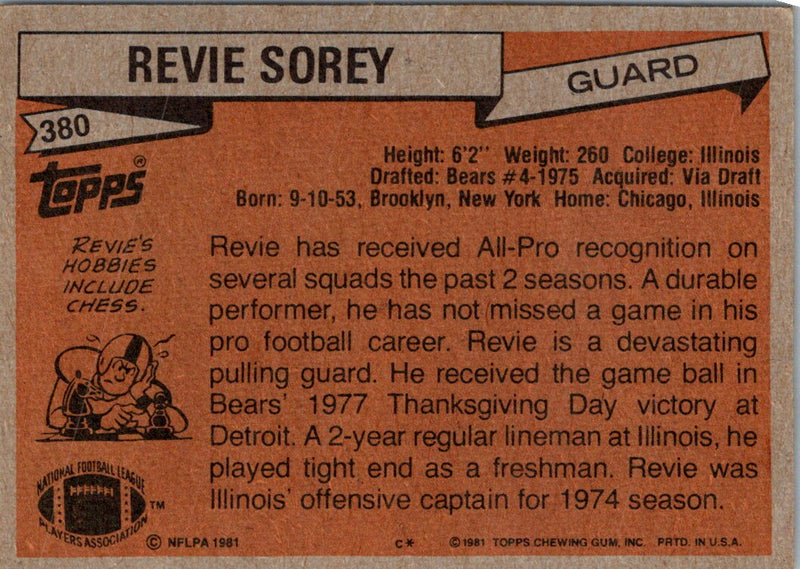 REVIE SOREY
GUARD
380
Topps®
Height: 6'2" Weight: 260 College: Illinois
Drafted: Bears #4-1975 Acquired: Via Draft
Born: 9-10-53, Brooklyn, New York Home: Chicago, Illinois
REVIE'S
HOBBIES
INCLUDE
CHESS.
Revie has received All-Pro recognition on
several squads the past 2 seasons. A durable
performer, he has not missed a game in his
pro football career. Revie is a devastating
pulling guard. He received the game ball in
Bears' 1977 Thanksgiving Day victory at
Detroit. A 2-year regular lineman at Illinois, he
played tight end as a freshman. Revie was
Illinois' offensive captain for 1974 season.
NATIONAL FOOTBALL LEAGUE
PLAYERS ASSOCIATION
TM
© NFLPA 1981
C*
© 1981 TOPPS CHEWING GUM, INC. PRTD. IN U.S.A.